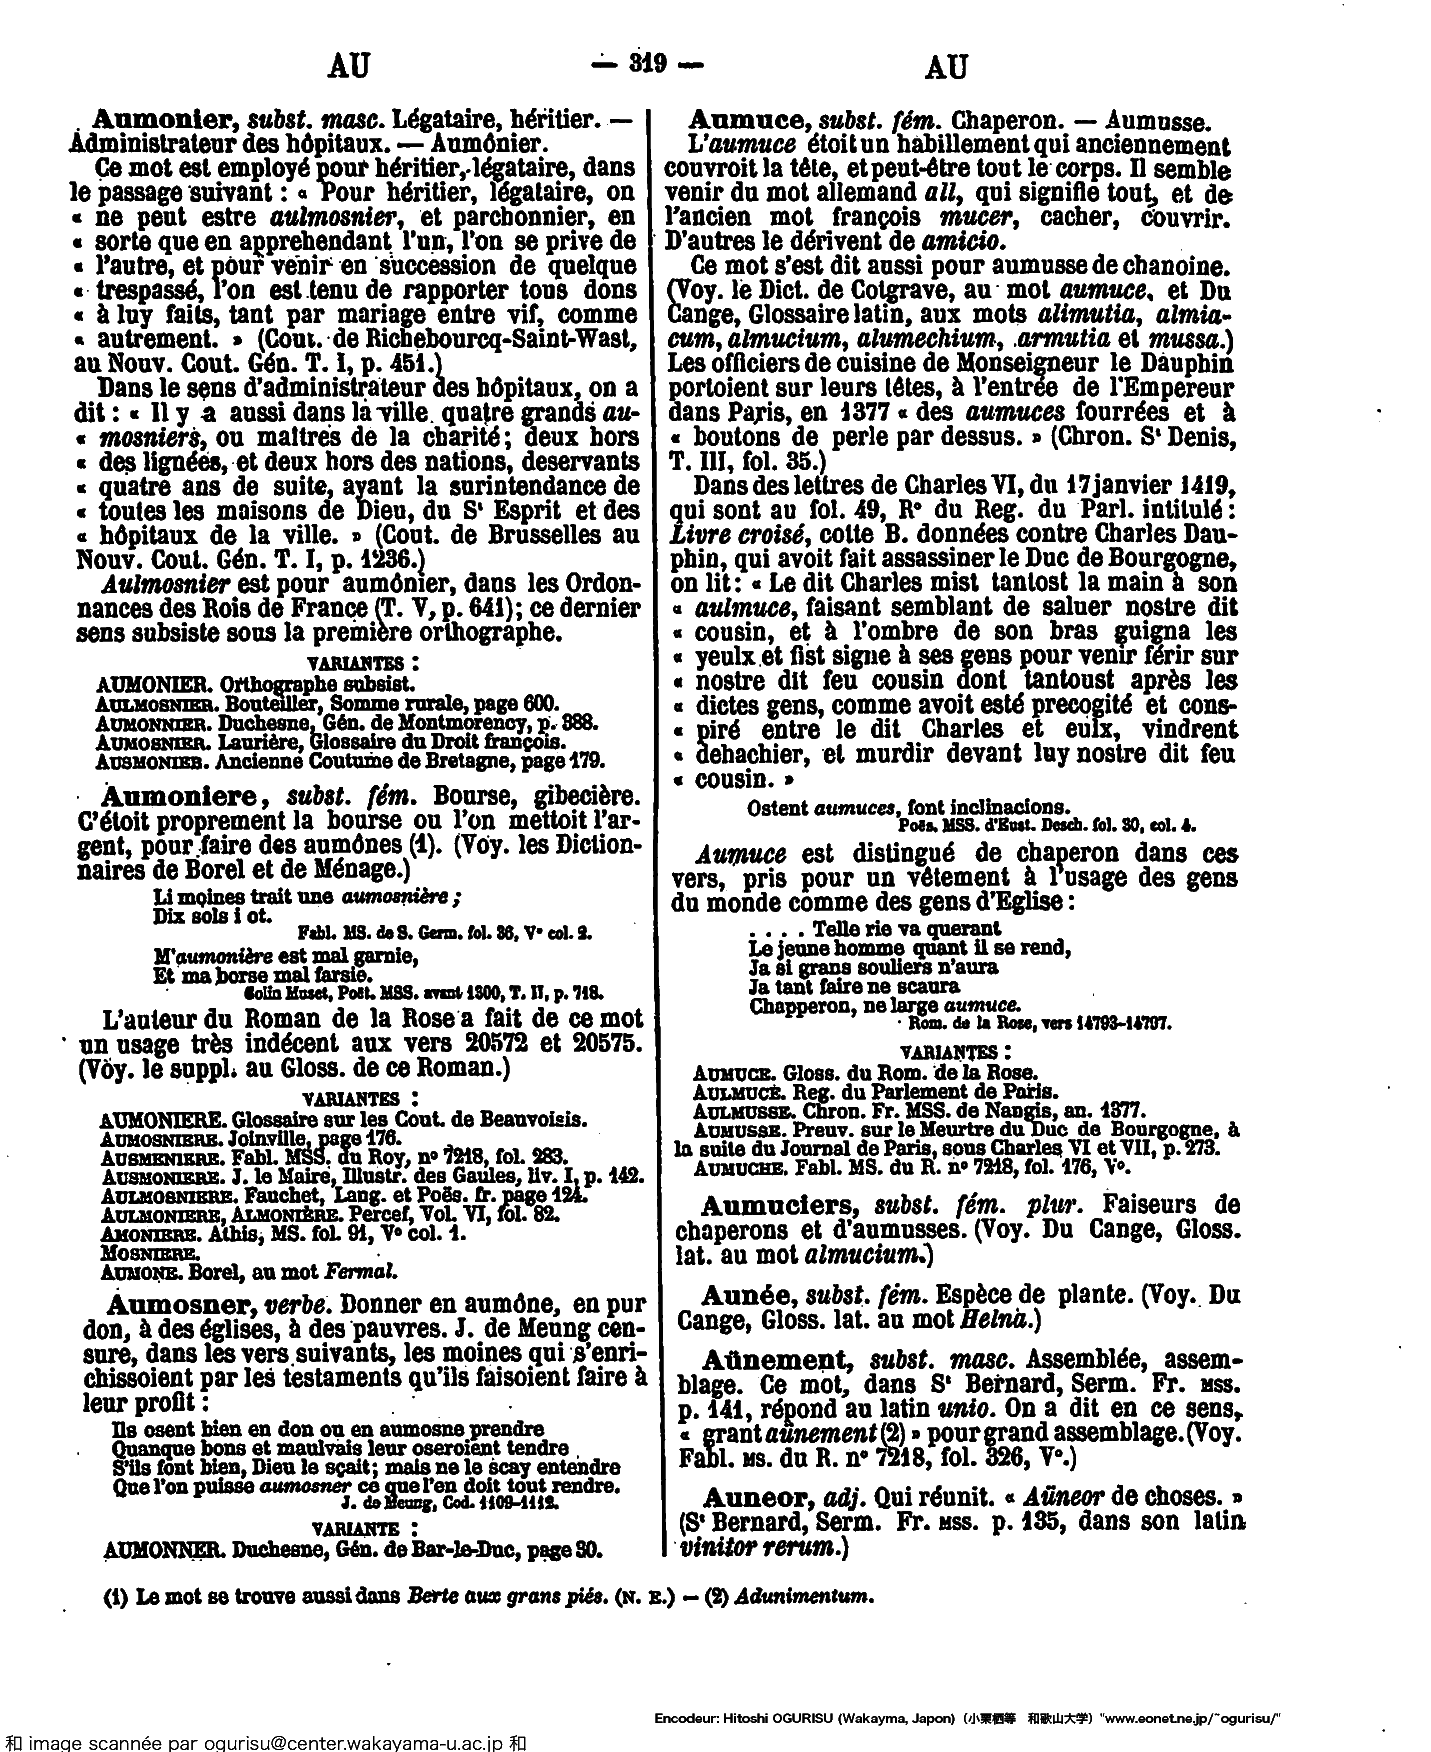 AU — 319 — AU
Aumonier, subst. masc. Légataire, héritier. —
Administrateur des hôpitaux. — Aumônier.
Ce mot est employé pour héritier, légataire, dans
le passage suivant : « Pour héritier, légataire, on
« ne peut estre aulmosnier, et parchonnier, en
« sorte que en apprehendant l'un, l'on se prive de
« l'autre, et pour venir en succession de quelque
« trespassé, l'on est tenu de rapporter tous dons
« à luy faits, tant par mariage entre vif, comme
« autrement. » (Cout. de Richebourcq-Saint-Wast,
au Nouv. Cout. Gén. T. I, p. 451.)
Dans le sens d'administrateur des hôpitaux, on a
dit : « Il y a aussi dans la ville quatre grands au-
« mosniers, ou maîtres de la charité ; deux hors
« des lignées, et deux hors des nations, deservants
« quatre ans de suite, ayant la surintendance de
« toutes les maisons de Dieu, du St Esprit et des
« hôpitaux de la ville. » (Cout. de Brusselles au
Nouv. Cout. Gén. T. I, p. 1236.)
Aulmosnier est pour aumônier, dans les Ordon-
nances des Rois de France (T. V, p. 641) ; ce dernier
sens subsiste sous la première orthographe.
VARIANTES :
AUMONIER. Orthographe subsist.
AULMOSNIER. Bouteiller, Somme rurale, page 600.
AUMONNIER. Duchesne, Gén. de Montmorency, p. 388.
AUMOSNIER. Laurière, Glossaire du Droit françois.
AUSMONIER. Ancienne Coutume de Bretagne, page 179.
Aumoniere, subst. fém. Bourse, gibecière.
C'étoit proprement la bourse ou l'on mettoit l'ar-
gent, pour faire des aumônes (1). (Voy. les Diction-
naires de Borel et de Ménage.)
Li moines trait une aumosnière ;
Dix sols i ot.
Fabl. MS. de S. Germ. fol. 36, Vo col. 2.
M'aumonière est mal garnie,
Et ma borse mal farsie.
Colin Muset, Poët. MSS. avant 1300, T. II, p. 718.
L'auteur du Roman de la Rose a fait de ce mot
un usage très indécent aux vers 20572 et 20575.
(Voy. le suppl. au Gloss. de ce Roman.)
VARIANTES :
AUMONIERE. Glossaire sur les Cout. de Beauvoisis.
AUMOSNIERE. Joinville, page 176.
AUSMENIERE. Fabl. MSS. du Roy, no 7218, fol. 283.
AUSMONIERE. J. le Maire, Illustr. des Gaules, liv. I, p. 142.
AULMOSNIERE. Fauchet, Lang. et Poës. fr. page 124.
AULMONIERE, ALMONIÈRE. Percef, Vol. VI, fol. 82.
AMONIERE. Athis, MS. fol. 91, Vo col. 1.
MOSNIERE.
AUMONE. Borel, au mot Fermal.
Aumosner, verbe. Donner en aumône, en pur
don, à des églises, à des pauvres. J. de Meung cen-
sure, dans les vers suivants, les moines qui s'enri-
chissoient par les testaments qu'ils faisoient faire à
leur profit :
Ils osent bien en don ou en aumosne prendre
Quanque bons et maulvais leur oseroient tendre
S'ils font bien, Dieu le sçait ; mais ne le scay entendre
Que l'on puisse aumosner ce que l'en doit tout rendre.
J. de Meung, Cod. 1109-1112.
VARIANTE :
AUMONNER. Duchesne, Gén. de Bar-le-Duc, page 30.
Aumuce, subst. fém. Chaperon. — Aumusse.
L'aumuce étoit un habillement qui anciennement
couvroit la tête, et peut-être tout le corps. Il semble
venir du mot allemand all, qui signifie tout, et de
l'ancien mot françois mucer, cacher, couvrir.
D'autres le dérivent de amicio.
Ce mot s'est dit aussi pour aumusse de chanoine.
(Voy. le Dict. de Cotgrave, au mot aumuce, et Du
Cange, Glossaire latin, aux mots alimutia, almia-
cum, almucium, alumechium, armutia et mussa.)
Les officiers de cuisine de Monseigneur le Dauphin
portoient sur leurs têtes, à l'entrée de l'Empereur
dans Paris, en 1377 « des aumuces fourrées et à
« boutons de perle par dessus. » (Chron. St Denis,
T. III, fol. 35.)
Dans des lettres de Charles VI, du 17 janvier 1419,
qui sont au fol. 49, Ro du Reg. du Parl. intitulé :
Livre croisé, cotte B. données contre Charles Dau-
phin, qui avoit fait assassiner le Duc de Bourgogne,
on lit : « Le dit Charles mist tantost la main à son
« aulmuce, faisant semblant de saluer nostre dit
« cousin, et à l'ombre de son bras guigna les
« yeulx et fist signe à ses gens pour venir férir sur
« nostre dit feu cousin dont tantoust après les
« dictes gens, comme avoit esté precogité et cons-
« piré entre le dit Charles et eulx, vindrent
« dehachier, et murdir devant luy nostre dit feu
« cousin. »
Ostent aumuces, font inclinacions.
Poës. MSS. d'Eust. Desch. fol. 30, col. 4.
Aumuce est distingué de chaperon dans ces
vers, pris pour un vêtement à l'usage des gens
du monde comme des gens d'Eglise :
. . . . Telle rie va querant
Le jeune homme quant il se rend,
Ja si grans souliers n'aura
Ja tant faire ne scaura
Chapperon, ne large aumuce.
Rom. de la Rose, vers 14793-14797.
VARIANTES :
AUMUCE. Gloss. du Rom. de la Rose.
AULMUCE. Reg. du Parlement de Paris.
AULMUSSE. Chron. Fr. MSS. de Nangis, an. 1377.
AUMUSSE. Preuv. sur le Meurtre du Duc de Bourgogne, à
la suite du Journal de Paris, sous Charles VI et VII, p. 273.
AUMUCHE. Fabl. MS. du R. no 7218, fol. 176, Vo.
Aumuciers, subst. fém. plur. Faiseurs de
chaperons et d'aumusses. (Voy. Du Cange, Gloss.
lat. au mot almucium.)
Aunée, subst. fém. Espèce de plante. (Voy. Du
Cange, Gloss. lat. au mot Helna.)
Aünement, subst. masc. Assemblée, assem-
blage. Ce mot, dans St Bernard, Serm. Fr. MSS.
p. 141, répond au latin unio. On a dit en ce sens,
« grant aünement (2) » pour grand assemblage. (Voy.
Fabl. MS. du R. no 7218, fol. 326, Vo.)
Auneor, adj. Qui réunit. « Aüneor de choses. »
(St Bernard, Serm. Fr. MSS. p. 135, dans son latin
vinitor rerum.)
(1) Le mot se trouve aussi dans Berte aux grans piés. (N. E.) — (2) Adunimentum.
Encodeur: Hitoshi OGURISU (Wakayma, Japon) (小栗栖等 和歌山大学) "www.eonet.ne.jp/~ogurisu/"
和 image scannée par ogurisu@center.wakayama-u.ac.jp 和